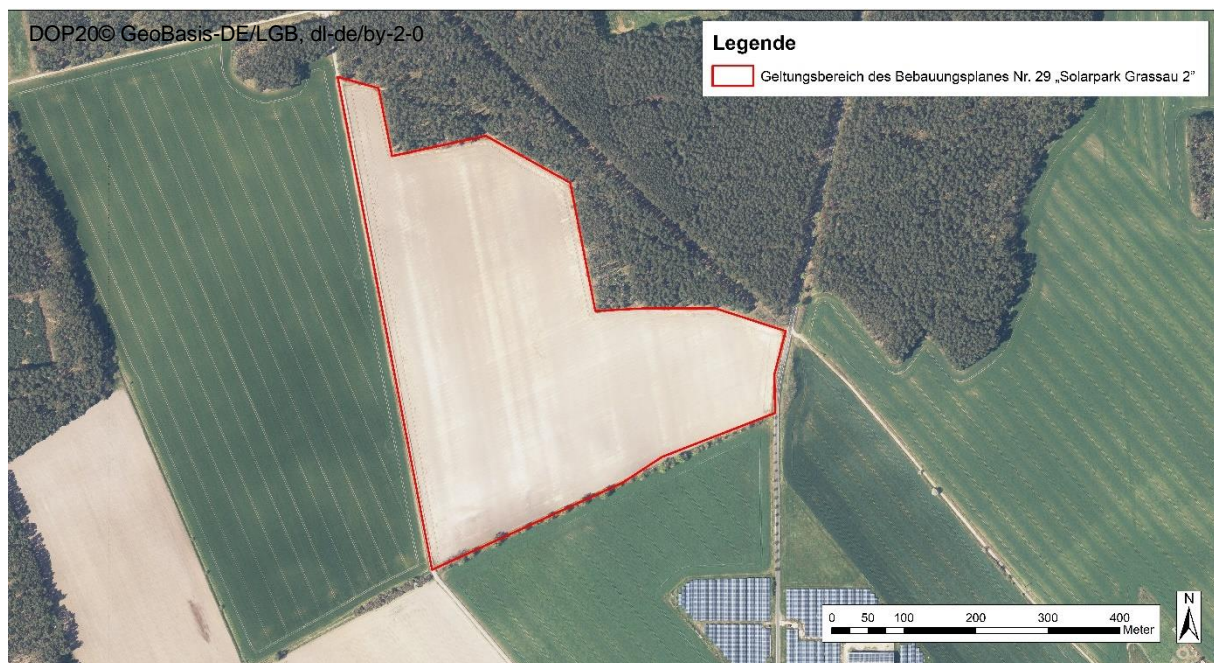 DOP20© GeoBasis-DE/LGB, dl-de/by-2-0
Legende
Geltungsbereich des Bebauungsplanes Nr. 29 „Solarpark Grassau 2”
N
0 50 100 200 300 400
Meter